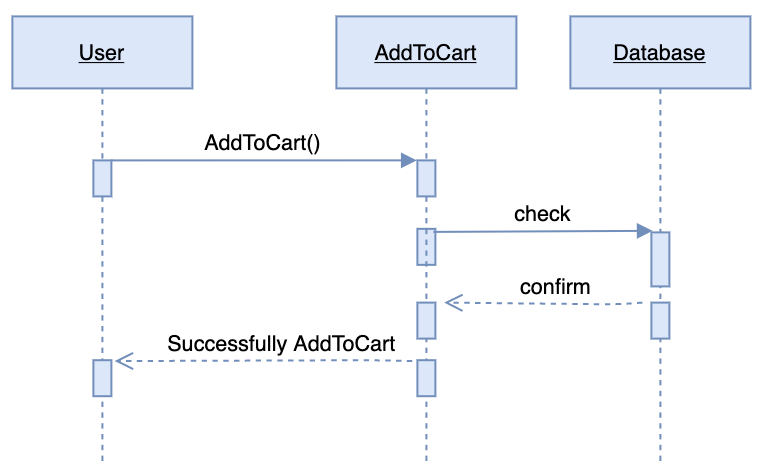 User
AddToCart
Database
AddToCart()
check
confirm
Successfully AddToCart